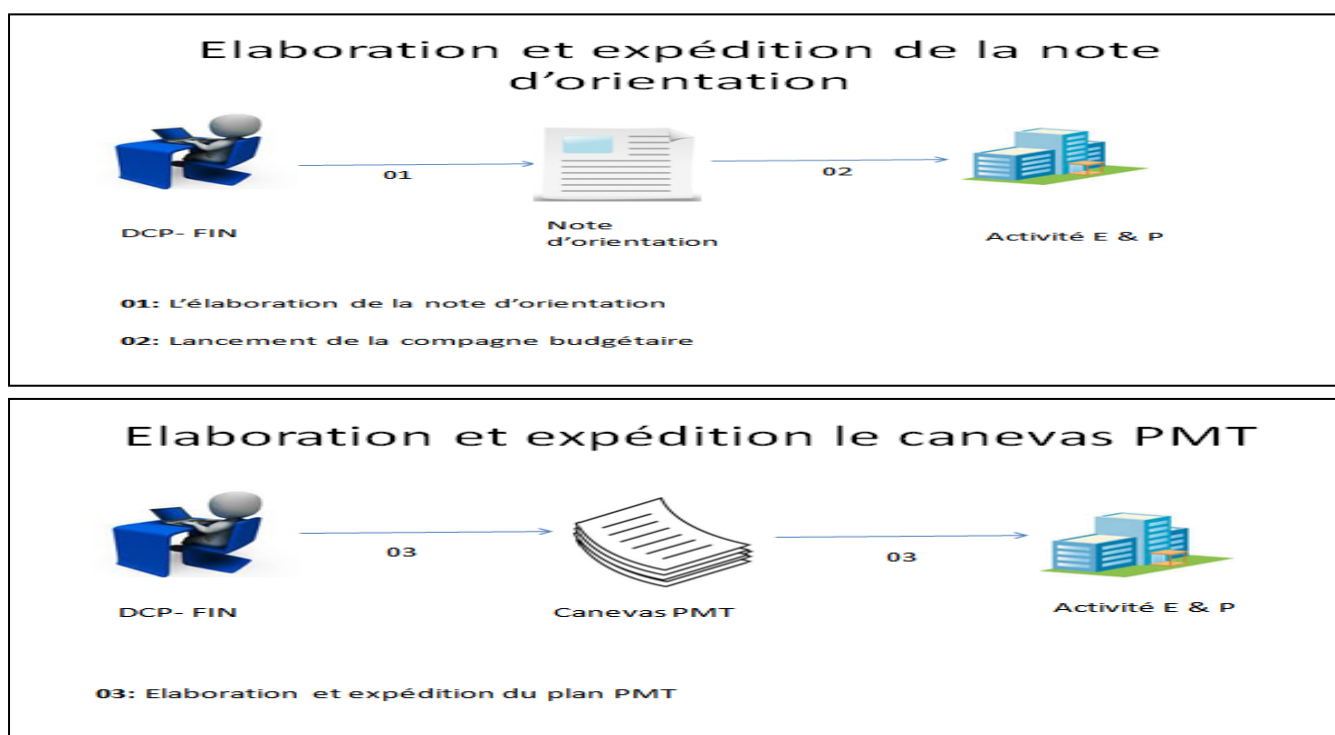 Elaboration et expédition de la note
d'orientation
01
02
DCP- FIN
Note
d'orientation
Activité E & P
01: L'élaboration de la note d'orientation
02: Lancement de la compagne budgétaire
Elaboration et expédition le canevas PMT
03
03
DCP- FIN
Canevas PMT
Activité E & P
03: Elaboration et expédition du plan PMT